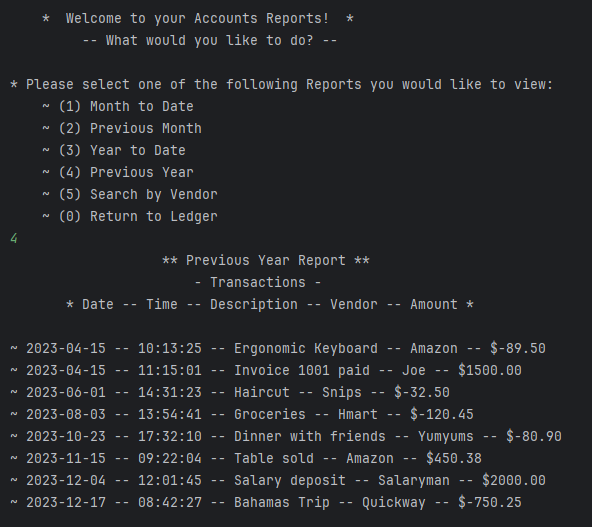 *  Welcome to your Accounts Reports!  *
-- What would you like to do? --
* Please select one of the following Reports you would like to view:
~ (1) Month to Date
~ (2) Previous Month
~ (3) Year to Date
~ (4) Previous Year
~ (5) Search by Vendor
~ (0) Return to Ledger
4
** Previous Year Report **
- Transactions -
* Date -- Time -- Description -- Vendor -- Amount *
~ 2023-04-15 -- 10:13:25 -- Ergonomic Keyboard -- Amazon -- $-89.50
~ 2023-04-15 -- 11:15:01 -- Invoice 1001 paid -- Joe -- $1500.00
~ 2023-06-01 -- 14:31:23 -- Haircut -- Snips -- $-32.50
~ 2023-08-03 -- 13:54:41 -- Groceries -- Hmart -- $-120.45
~ 2023-10-23 -- 17:32:10 -- Dinner with friends -- Yumyums -- $-80.90
~ 2023-11-15 -- 09:22:04 -- Table sold -- Amazon -- $450.38
~ 2023-12-04 -- 12:01:45 -- Salary deposit -- Salaryman -- $2000.00
~ 2023-12-17 -- 08:42:27 -- Bahamas Trip -- Quickway -- $-750.25